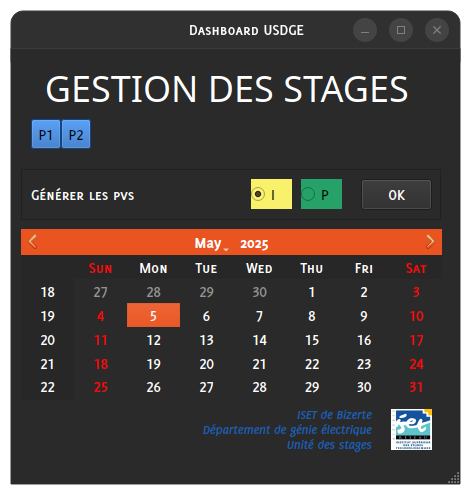 Dashboard USDGE
GESTION DES STAGES
P1 P2
Générer les pvs I P OK
May 2025
Sun Mon Tue Wed Thu Fri Sat
18 27 28 29 30 1 2 3
19 4 5 6 7 8 9 10
20 11 12 13 14 15 16 17
21 18 19 20 21 22 23 24
22 25 26 27 28 29 30 31
ISET de Bizerte
Département de génie électrique
Unité des stages
iset